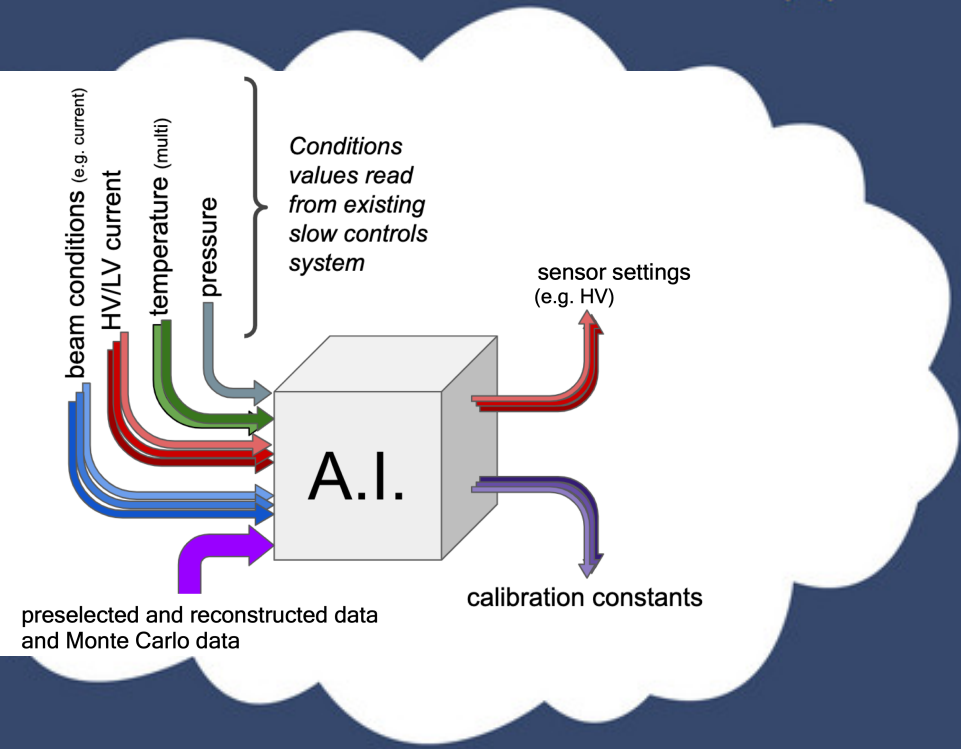 beam conditions (e.g. current)
HV/LV current
temperature (multi)
pressure
Conditions
values read
from existing
slow controls
system
sensor settings
(e.g. HV)
A.I.
calibration constants
preselected and reconstructed data
and Monte Carlo data